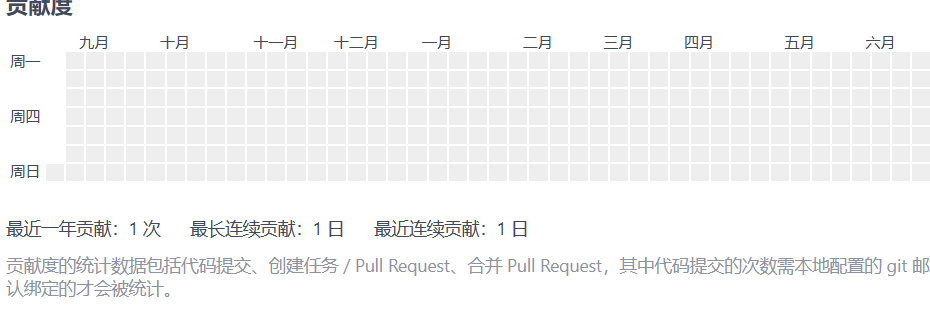 贡献度
九月 十月 十一月 十二月 一月 二月 三月 四月 五月 六月
周一
周四
周日
最近一年贡献：1 次 最长连续贡献：1 日 最近连续贡献：1 日
贡献度的统计数据包括代码提交、创建任务 / Pull Request、合并 Pull Request，其中代码提交的次数需本地配置的 git 邮
认绑定的才会被统计。